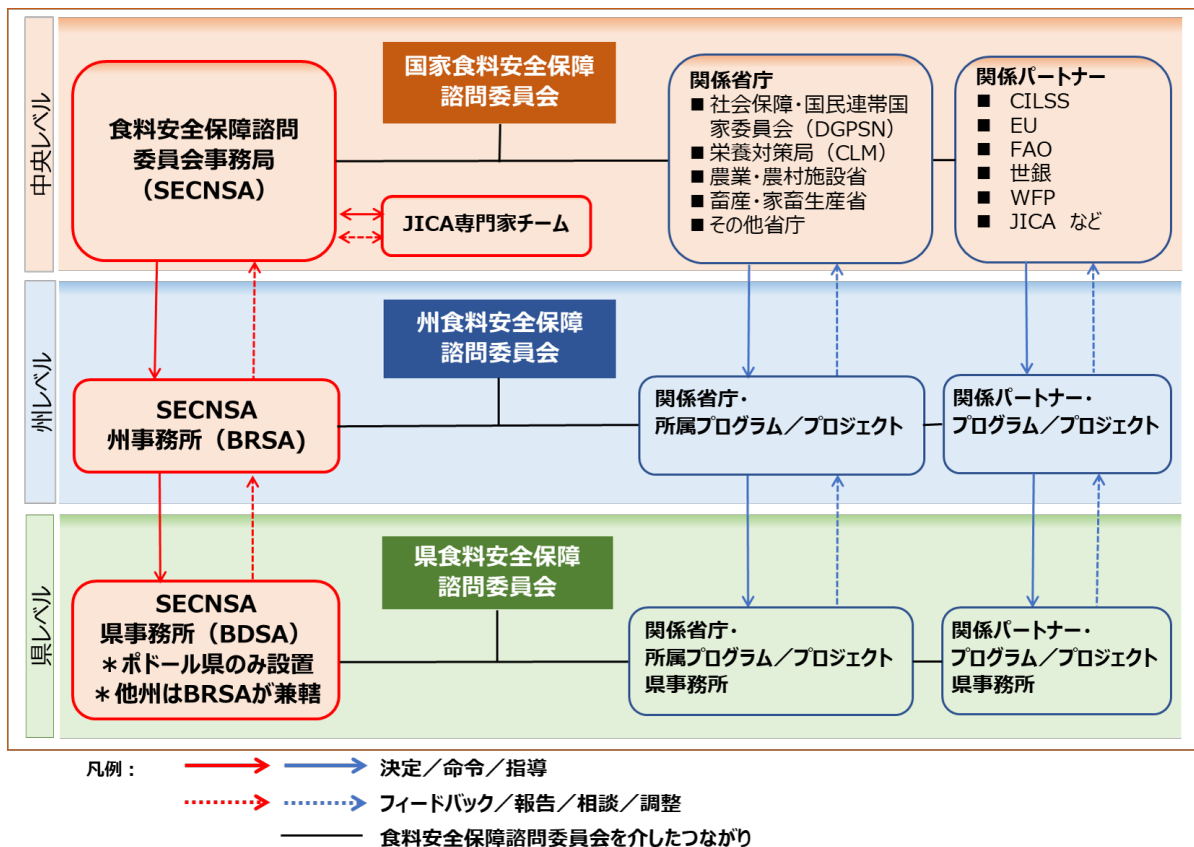 中央レベル
食料安全保障諮問
委員会事務局
（SECNSA）
国家食料安全保障
諮問委員会
JICA専門家チーム
関係省庁
■ 社会保障・国民連帯国
家委員会（DGPSN）
■ 栄養対策局（CLM）
■ 農業・農村施設省
■ 畜産・家畜生産省
■ その他省庁
関係パートナー
■ CILSS
■ EU
■ FAO
■ 世銀
■ WFP
■ JICA など
州レベル
州食料安全保障
諮問委員会
SECNSA
州事務所（BRSA)
関係省庁・
所属プログラム／プロジェクト
関係パートナー・
プログラム／プロジェクト
県レベル
県食料安全保障
諮問委員会
SECNSA
県事務所（BDSA）
＊ポドール県のみ設置
＊他州はBRSAが兼轄
関係省庁・
所属プログラム／プロジェクト
県事務所
関係パートナー・
プログラム／プロジェクト
県事務所
凡例：
決定／命令／指導
フィードバック／報告／相談／調整
食料安全保障諮問委員会を介したつながり